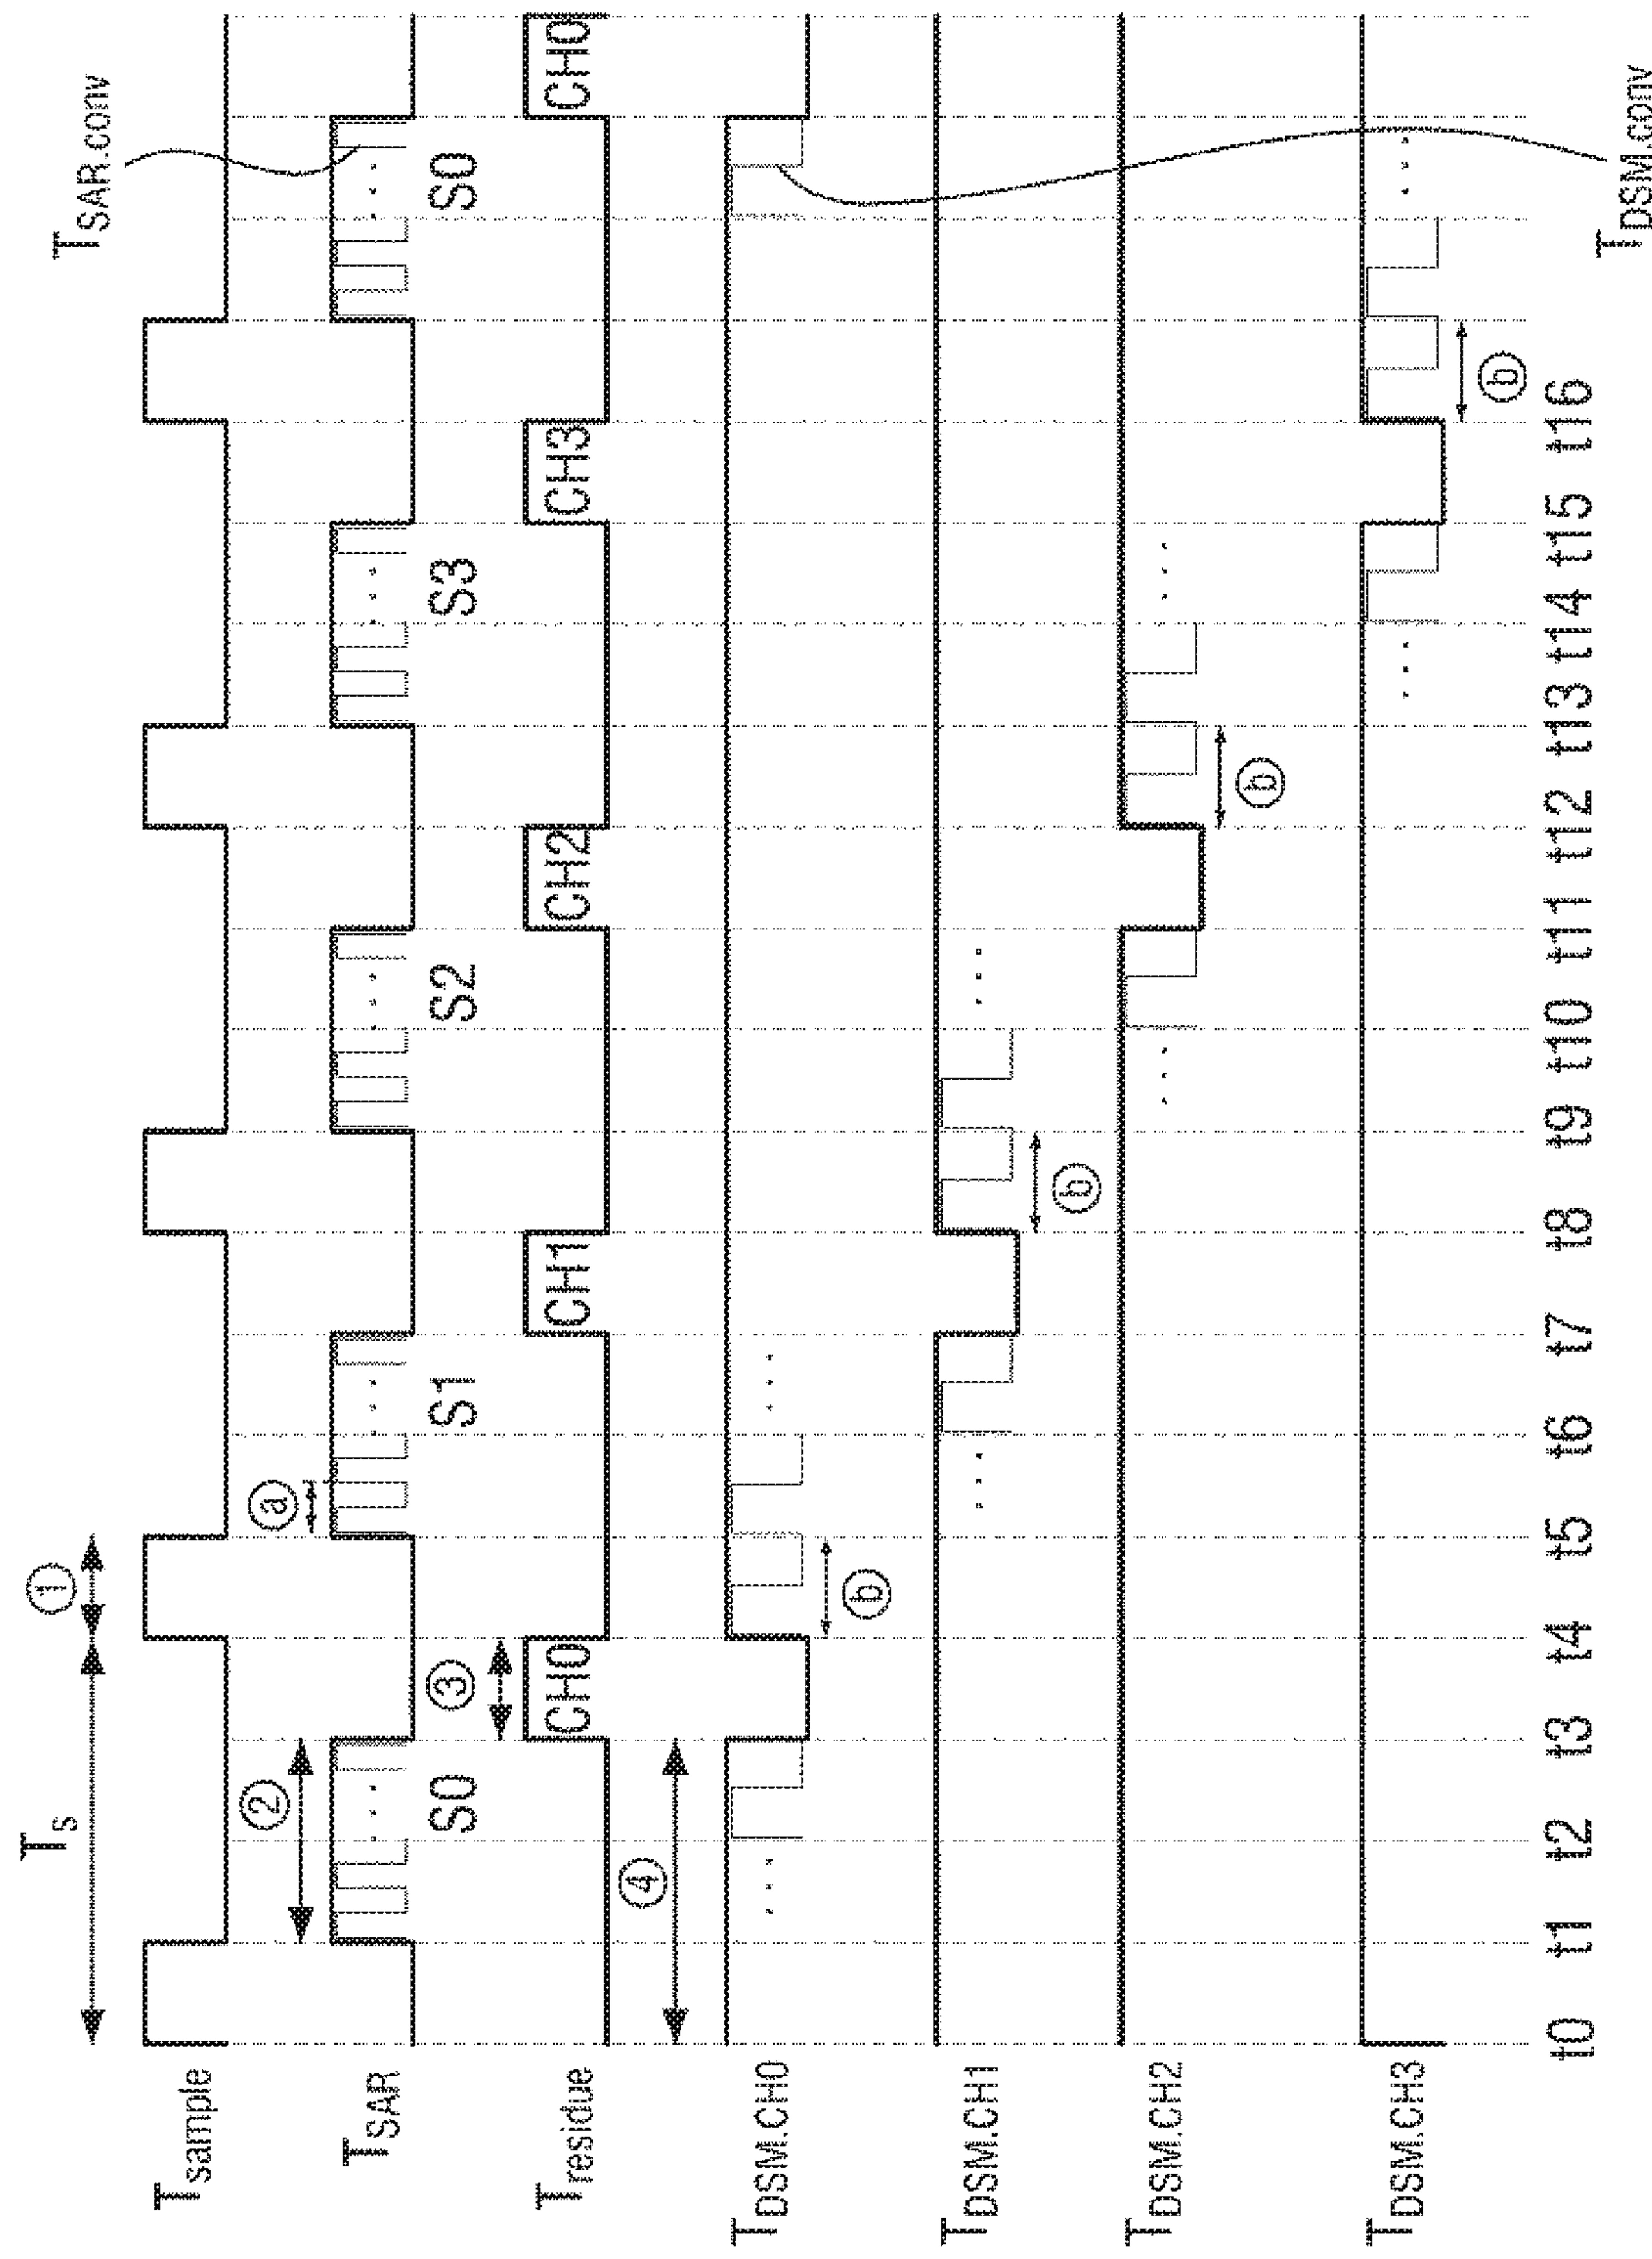 T_s
①
T_SAR.conv
T_sample
ⓐ
②
T_SAR
S0
S1
S2
S3
S0
③
T_residue
CH0
CH1
CH2
CH3
CH0
④
T_DSM.CH0
ⓑ
T_DSM.CH1
ⓑ
T_DSM.CH2
ⓑ
T_DSM.CH3
ⓑ
t0 t1 t2 t3 t4 t5 t6 t7 t8 t9 t10 t11 t12 t13 t14 t15 t16
T_DSM.conv